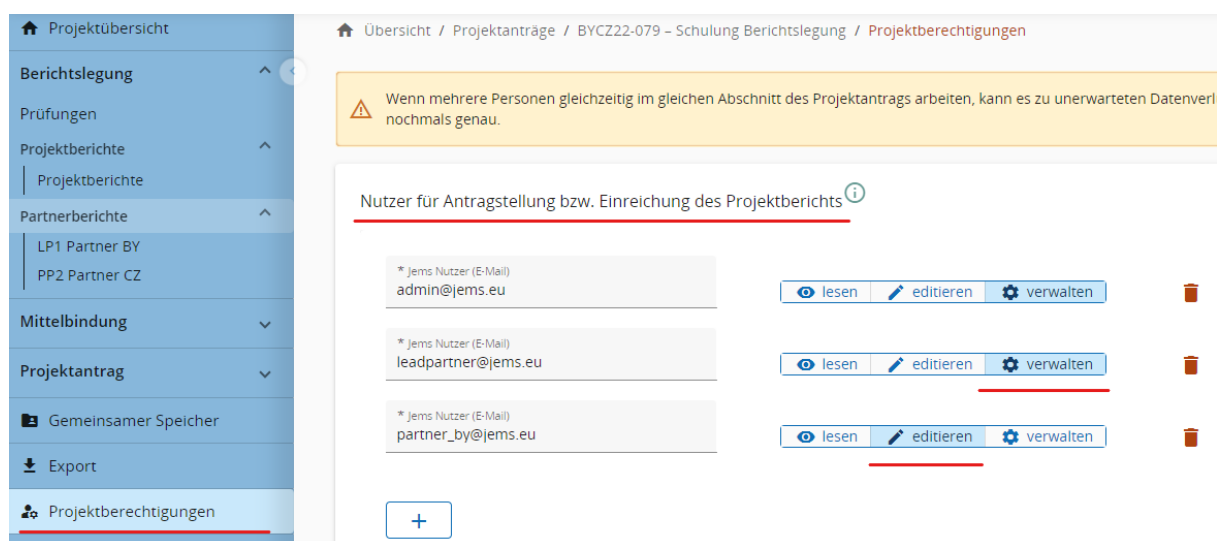 Projektübersicht
Berichtslegung
Prüfungen
Projektberichte
Projektberichte
Partnerberichte
LP1 Partner BY
PP2 Partner CZ
Mittelbindung
Projektantrag
Gemeinsamer Speicher
Export
Projektberechtigungen
Übersicht / Projektanträge / BYCZ22-079 – Schulung Berichtslegung / Projektberechtigungen
Wenn mehrere Personen gleichzeitig im gleichen Abschnitt des Projektantrags arbeiten, kann es zu unerwarteten Datenverl
nochmals genau.
Nutzer für Antragstellung bzw. Einreichung des Projektberichts
* Jems Nutzer (E-Mail)
admin@jems.eu
lesen editieren verwalten
* Jems Nutzer (E-Mail)
leadpartner@jems.eu
lesen editieren verwalten
* Jems Nutzer (E-Mail)
partner_by@jems.eu
lesen editieren verwalten
+